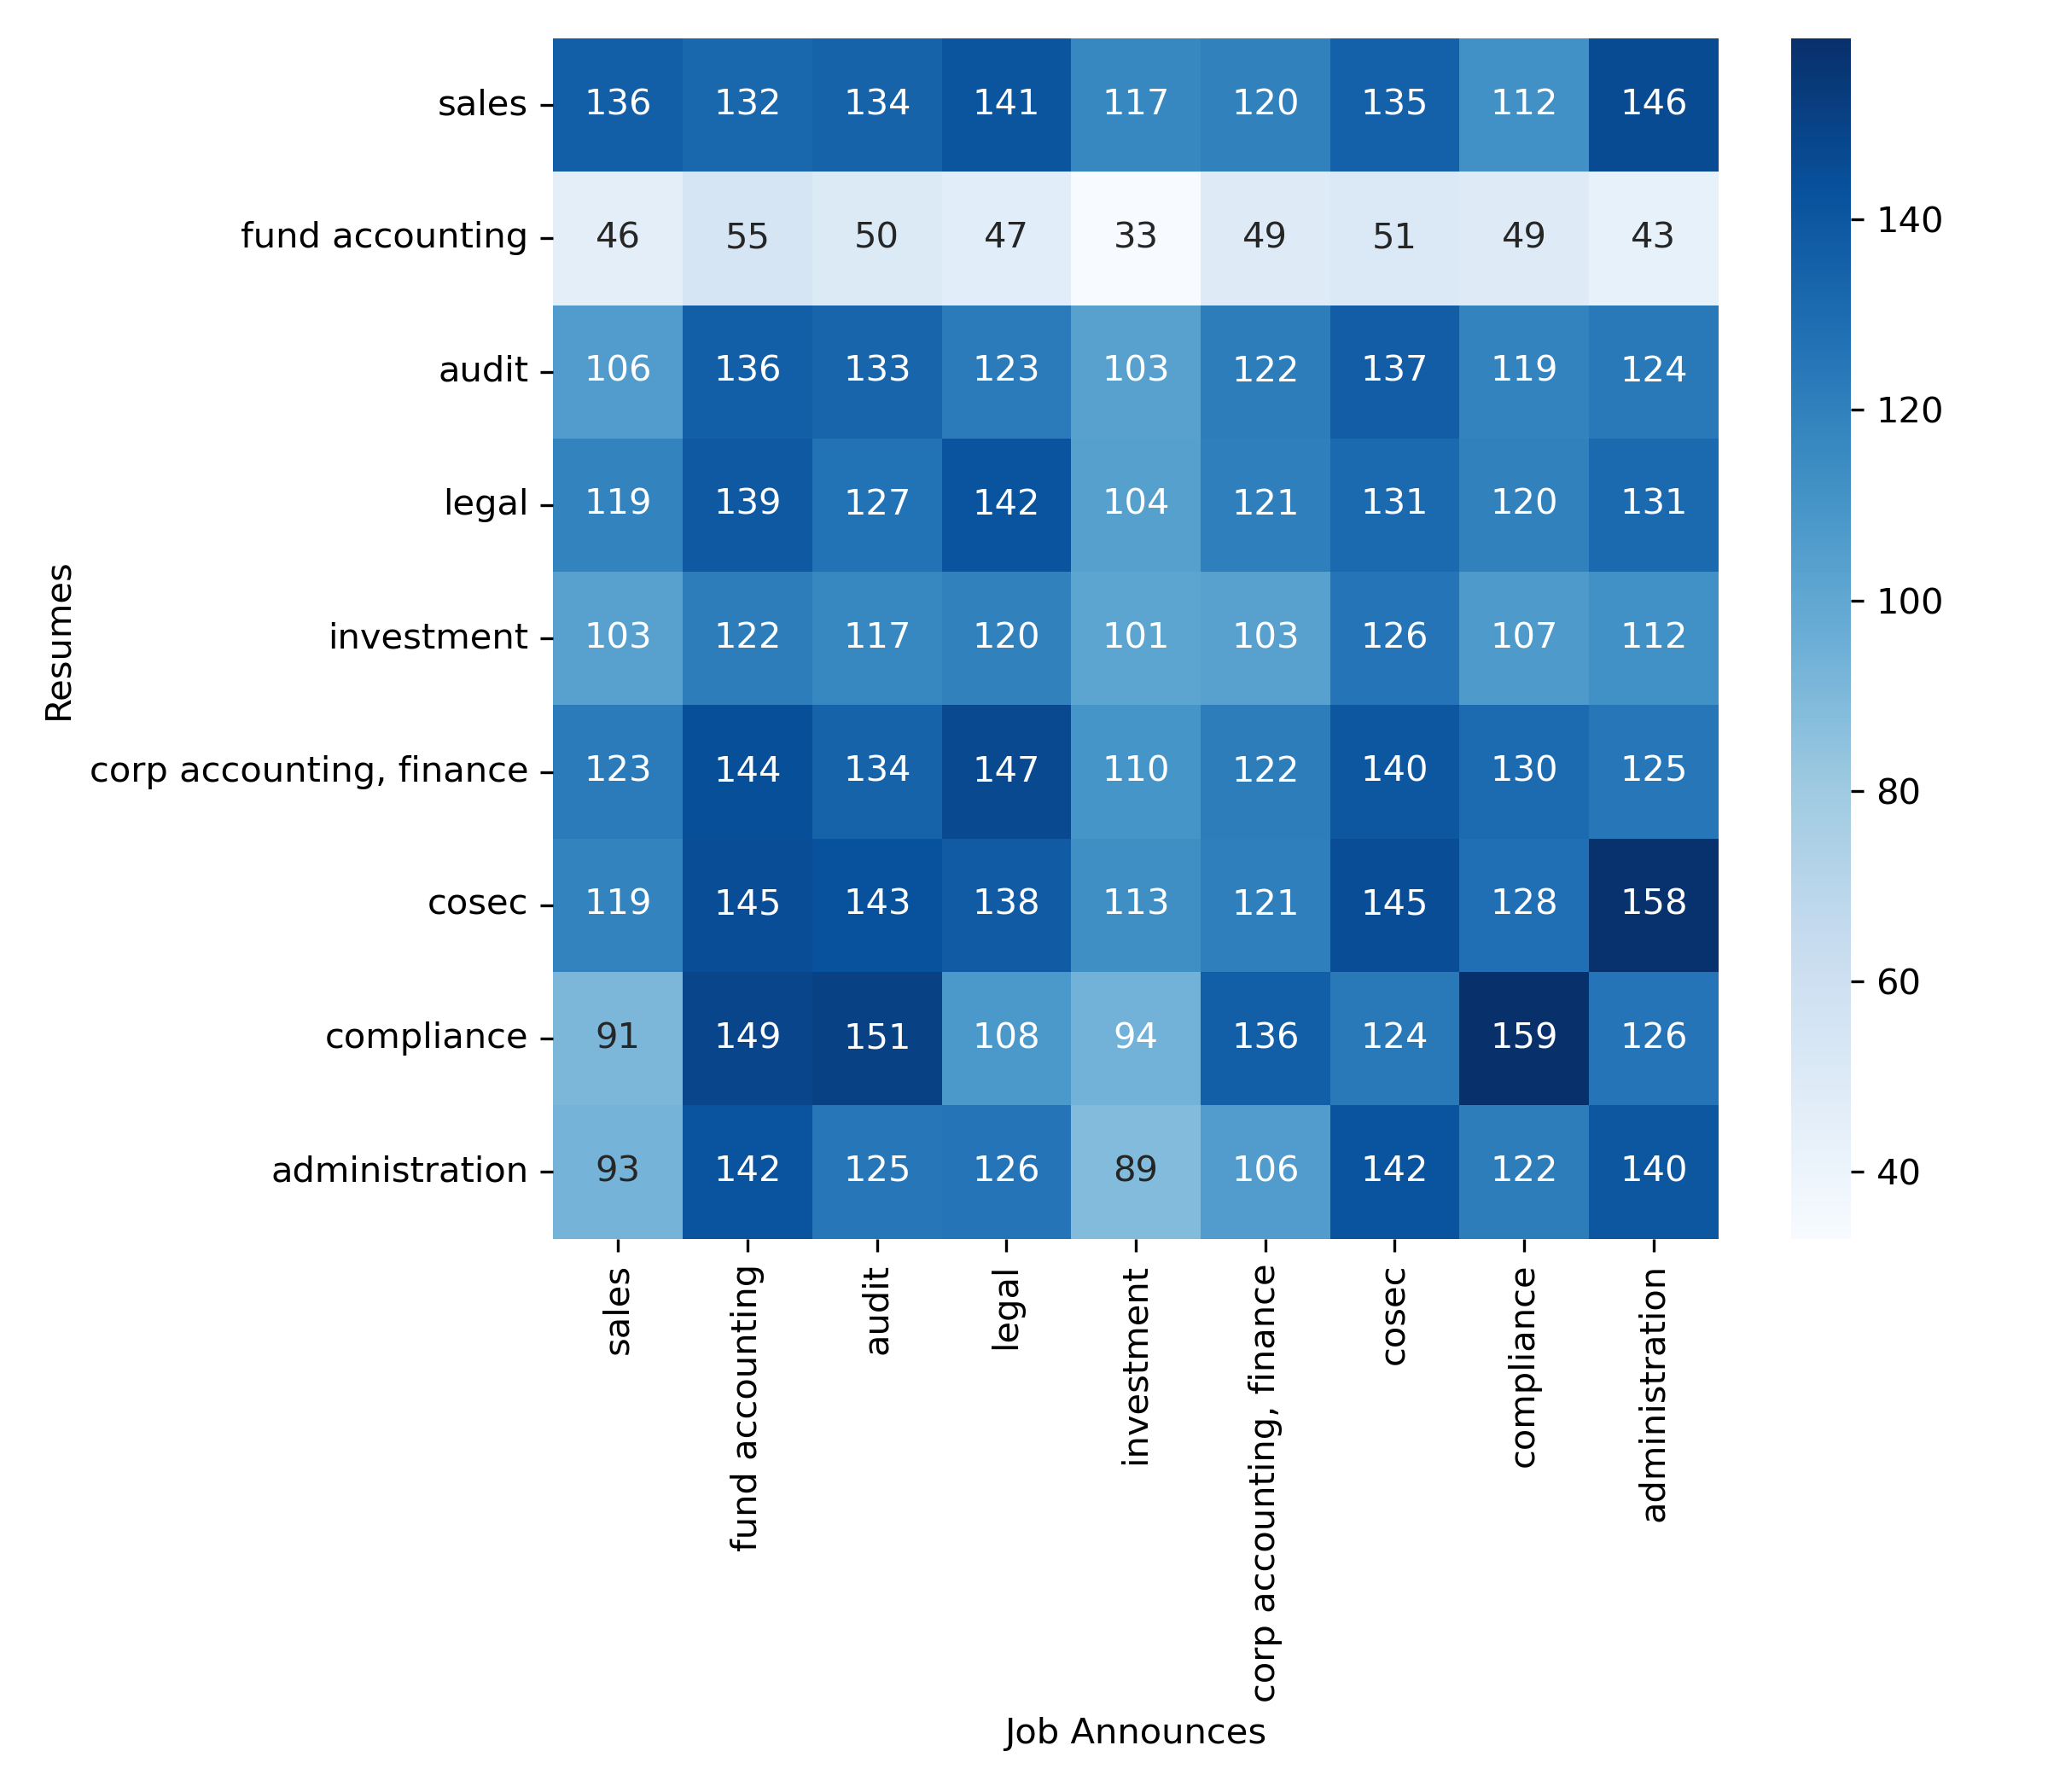 sales 136 132 134 141 117 120 135 112 146
fund accounting 46 55 50 47 33 49 51 49 43
audit 106 136 133 123 103 122 137 119 124
legal 119 139 127 142 104 121 131 120 131
investment 103 122 117 120 101 103 126 107 112
corp accounting, finance 123 144 134 147 110 122 140 130 125
cosec 119 145 143 138 113 121 145 128 158
compliance 91 149 151 108 94 136 124 159 126
administration 93 142 125 126 89 106 142 122 140
Resumes
sales
fund accounting
audit
legal
investment
corp accounting, finance
cosec
compliance
administration
Job Announces
140
120
100
80
60
40